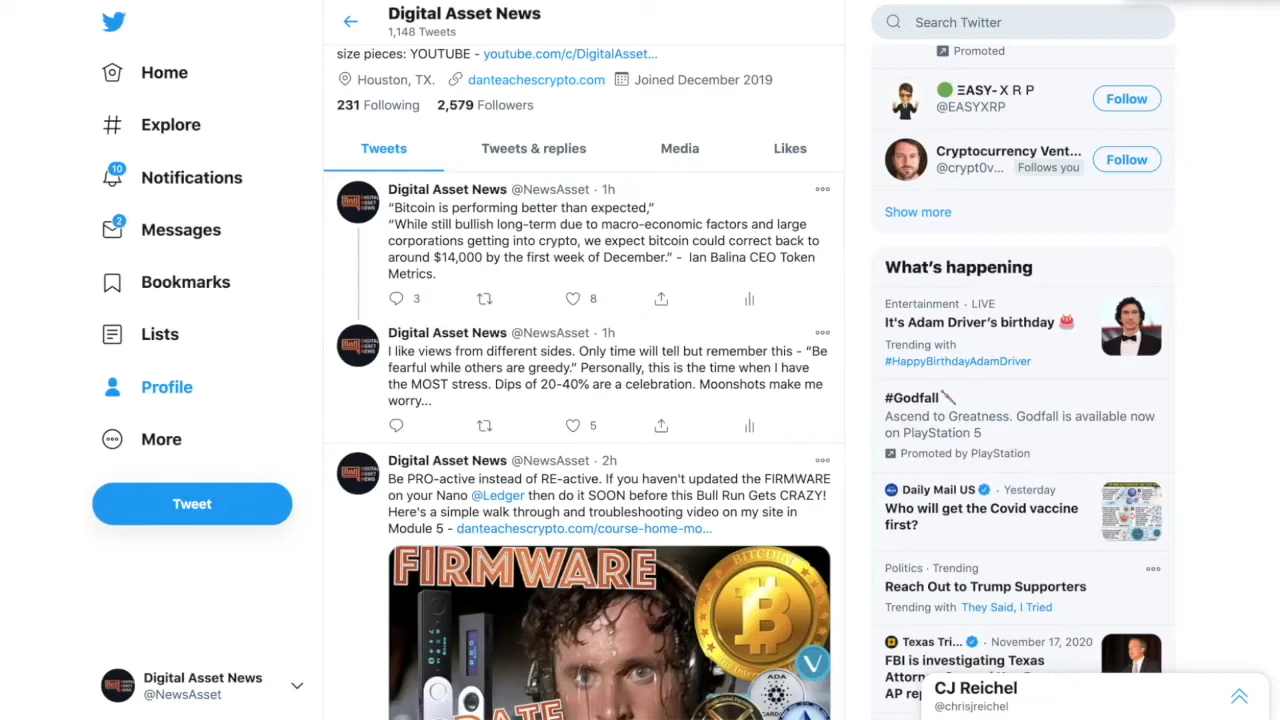 Home
Explore
10
Notifications
2
Messages
Bookmarks
Lists
Profile
More
Tweet
Digital Asset News
@NewsAsset
Digital Asset News
1,148 Tweets
size pieces: YOUTUBE - youtube.com/c/DigitalAsset...
Houston, TX. danteachescrypto.com Joined December 2019
231 Following 2,579 Followers
Tweets Tweets & replies Media Likes
Digital Asset News @NewsAsset · 1h
“Bitcoin is performing better than expected,”
“While still bullish long-term due to macro-economic factors and large
corporations getting into crypto, we expect bitcoin could correct back to
around $14,000 by the first week of December.” - Ian Balina CEO Token
Metrics.
3 8
Digital Asset News @NewsAsset · 1h
I like views from different sides. Only time will tell but remember this - “Be
fearful while others are greedy.” Personally, this is the time when I have
the MOST stress. Dips of 20-40% are a celebration. Moonshots make me
worry...
5
Digital Asset News @NewsAsset · 2h
Be PRO-active instead of RE-active. If you haven't updated the FIRMWARE
on your Nano @Ledger then do it SOON before this Bull Run Gets CRAZY!
Here's a simple walk through and troubleshooting video on my site in
Module 5 - danteachescrypto.com/course-home-mo...
FIRMWARE
BITCOIN
ADA
Search Twitter
Promoted
ΞASY- X R P
@EASYXRP
Follow
Cryptocurrency Vent...
@crypt0v... Follows you
Follow
Show more
What’s happening
Entertainment · LIVE
It's Adam Driver’s birthday
Trending with
#HappyBirthdayAdamDriver
#Godfall
Ascend to Greatness. Godfall is available now
on PlayStation 5
Promoted by PlayStation
Daily Mail US · Yesterday
Who will get the Covid vaccine
first?
Politics · Trending
Reach Out to Trump Supporters
Trending with They Said, I Tried
Texas Tri... · November 17, 2020
FBI is investigating Texas
CJ Reichel
@chrisjreichel